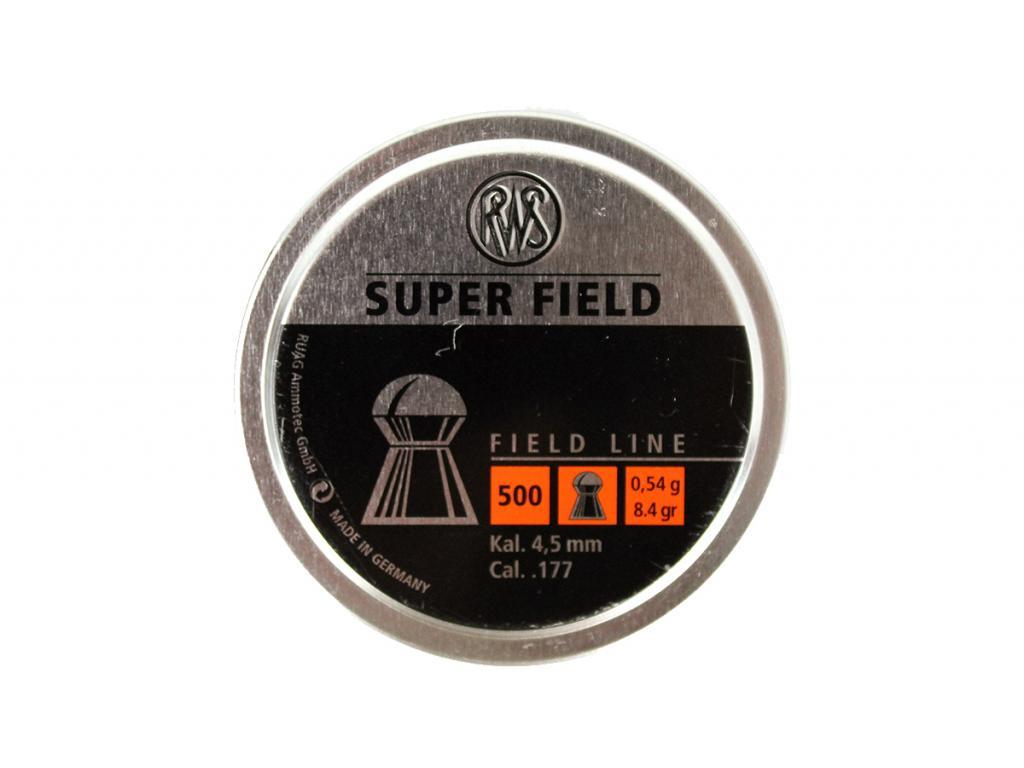 RWS
SUPER FIELD
FIELD LINE
500
0,54 g
8.4 gr
Kal. 4,5 mm
Cal. .177
RUAG Ammotec GmbH
MADE IN GERMANY